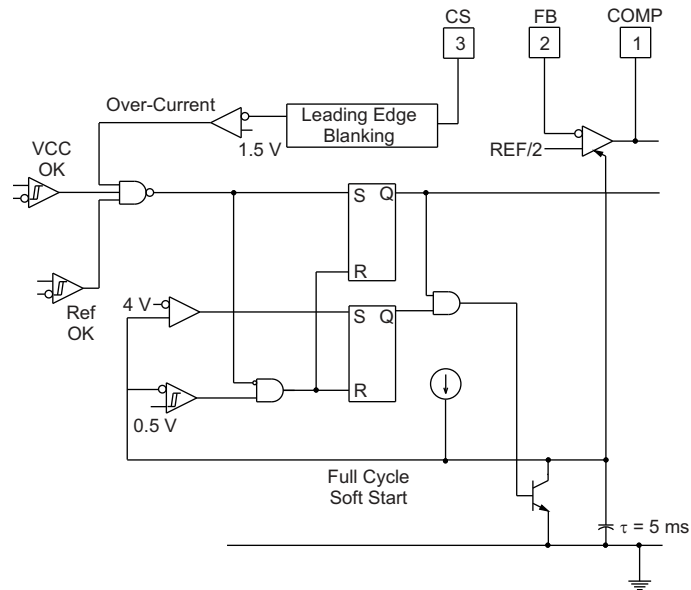 CS
FB
COMP
3
2
1
Over-Current
Leading Edge
Blanking
1.5 V
REF/2
VCC
OK
S
Q
R
Ref
OK
4 V
S
Q
R
0.5 V
Full Cycle
Soft Start
τ = 5 ms